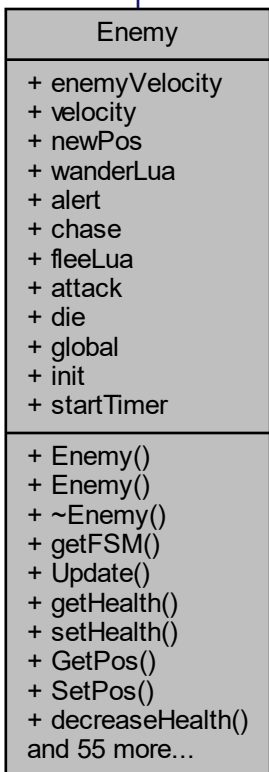 Enemy
+ enemyVelocity
+ velocity
+ newPos
+ wanderLua
+ alert
+ chase
+ fleeLua
+ attack
+ die
+ global
+ init
+ startTimer
+ Enemy()
+ Enemy()
+ ~Enemy()
+ getFSM()
+ Update()
+ getHealth()
+ setHealth()
+ GetPos()
+ SetPos()
+ decreaseHealth()
and 55 more...